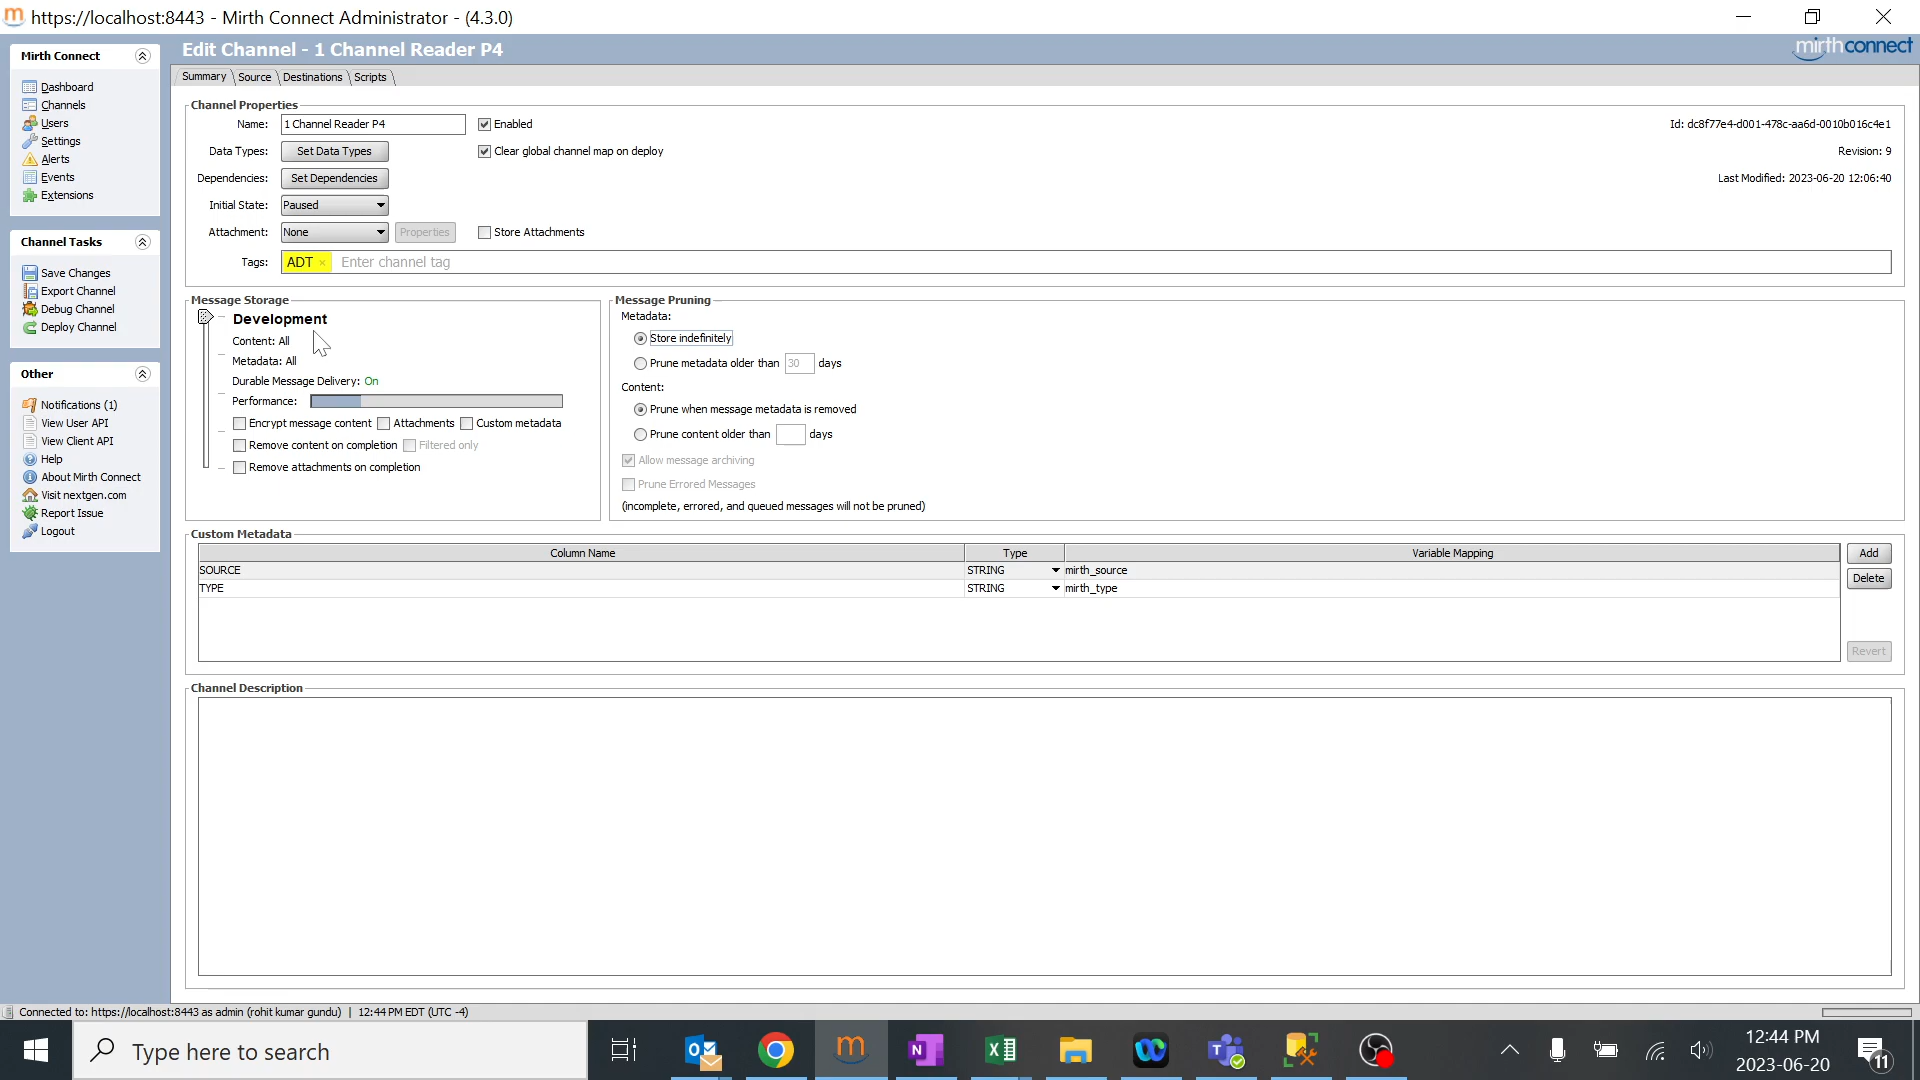 https://localhost:8443 - Mirth Connect Administrator - (4.3.0)
Edit Channel - 1 Channel Reader P4
mirthconnect
Mirth Connect
Dashboard
Channels
Users
Settings
Alerts
Events
Extensions
Channel Tasks
Save Changes
Export Channel
Debug Channel
Deploy Channel
Other
Notifications (1)
View User API
View Client API
Help
About Mirth Connect
Visit nextgen.com
Report Issue
Logout
Summary Source Destinations Scripts
Channel Properties
Name: 1 Channel Reader P4 Enabled Id: dc8f77e4-d001-478c-aa6d-0010b016c4e1
Data Types: Set Data Types Clear global channel map on deploy Revision: 9
Dependencies: Set Dependencies Last Modified: 2023-06-20 12:06:40
Initial State: Paused
Attachment: None Properties Store Attachments
Tags: ADT × Enter channel tag
Message Storage
Development
Content: All
Metadata: All
Durable Message Delivery: On
Performance:
Encrypt message content Attachments Custom metadata
Remove content on completion Filtered only
Remove attachments on completion
Message Pruning
Metadata:
Store indefinitely
Prune metadata older than 30 days
Content:
Prune when message metadata is removed
Prune content older than days
Allow message archiving
Prune Errored Messages
(incomplete, errored, and queued messages will not be pruned)
Custom Metadata
Column Name Type Variable Mapping Add
SOURCE STRING mirth_source
Delete
TYPE STRING mirth_type
Revert
Channel Description
Connected to: https://localhost:8443 as admin (rohit kumar gundu) | 12:44 PM EDT (UTC -4)
Type here to search
12:44 PM
2023-06-20
11